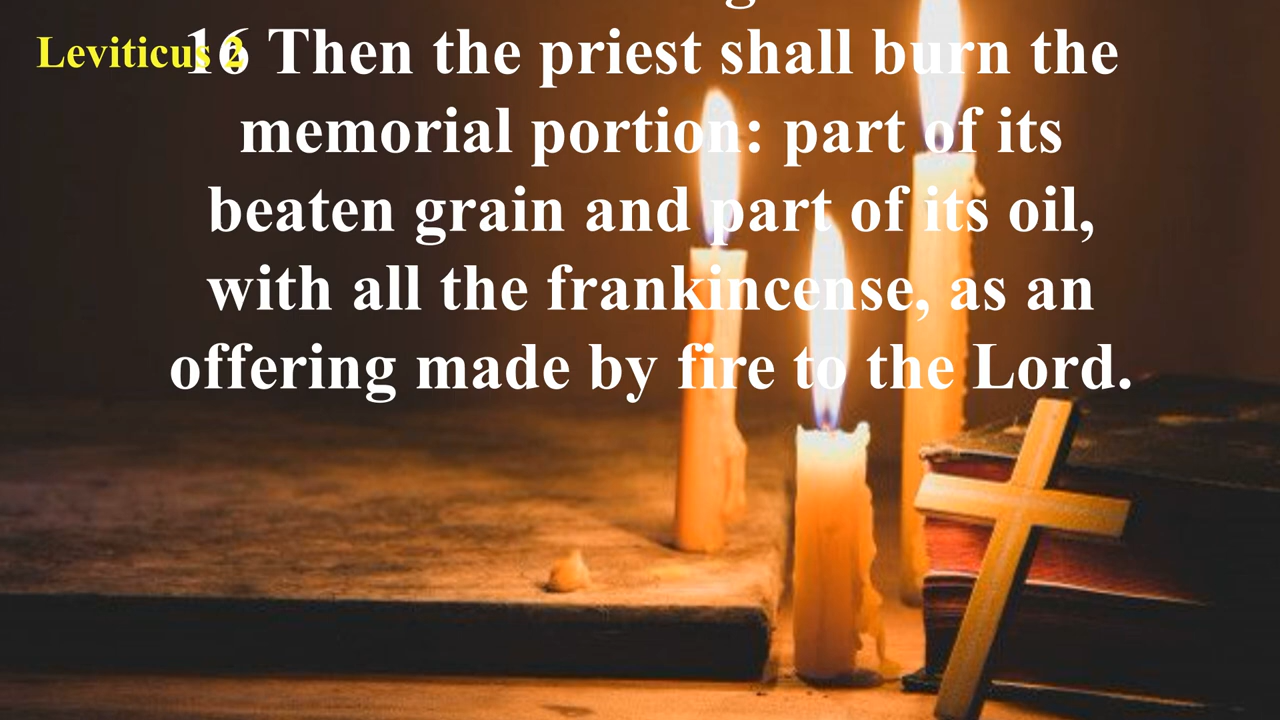 Leviticus 2
16 Then the priest shall burn the
memorial portion: part of its
beaten grain and part of its oil,
with all the frankincense, as an
offering made by fire to the Lord.